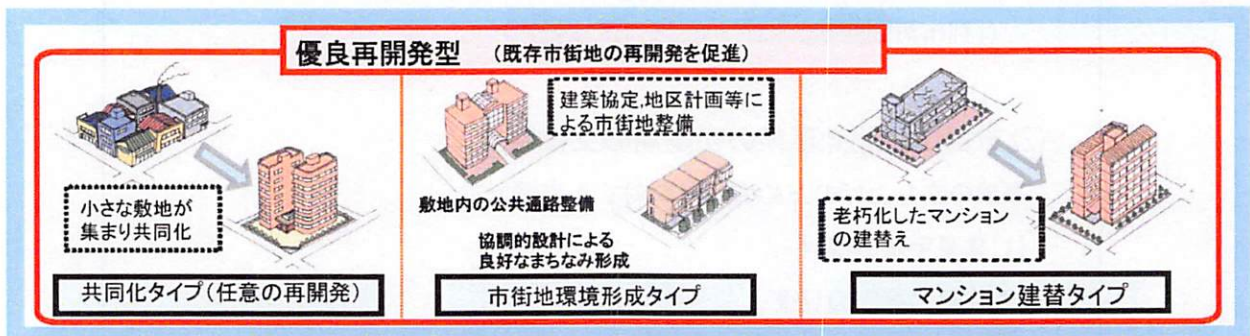 優良再開発型　(既存市街地の再開発を促進)
小さな敷地が
集まり共同化
共同化タイプ(任意の再開発)
建築協定,地区計画等に
よる市街地整備
敷地内の公共通路整備
協調的設計による
良好なまちなみ形成
市街地環境形成タイプ
老朽化したマンション
の建替え
マンション建替タイプ